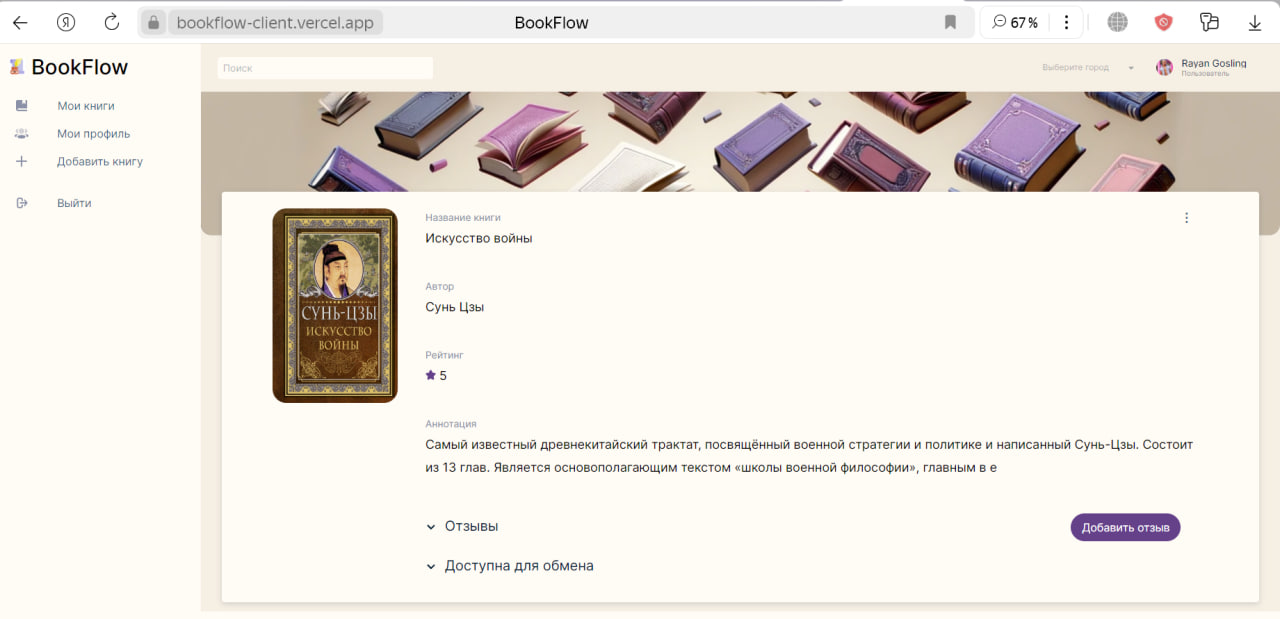 bookflow-client.vercel.app
BookFlow
67 %
BookFlow
Поиск
Выберите город
Rayan Gosling
Пользователь
Мои книги
Мой профиль
Добавить книгу
Выйти
СУНЬ-ЦЗЫ
ИСКУССТВО
ВОЙНЫ
Название книги
Искусство войны
Автор
Сунь Цзы
Рейтинг
5
Аннотация
Самый известный древнекитайский трактат, посвящённый военной стратегии и политике и написанный Сунь-Цзы. Состоит
из 13 глав. Является основополагающим текстом «школы военной философии», главным в е
Отзывы
Добавить отзыв
Доступна для обмена